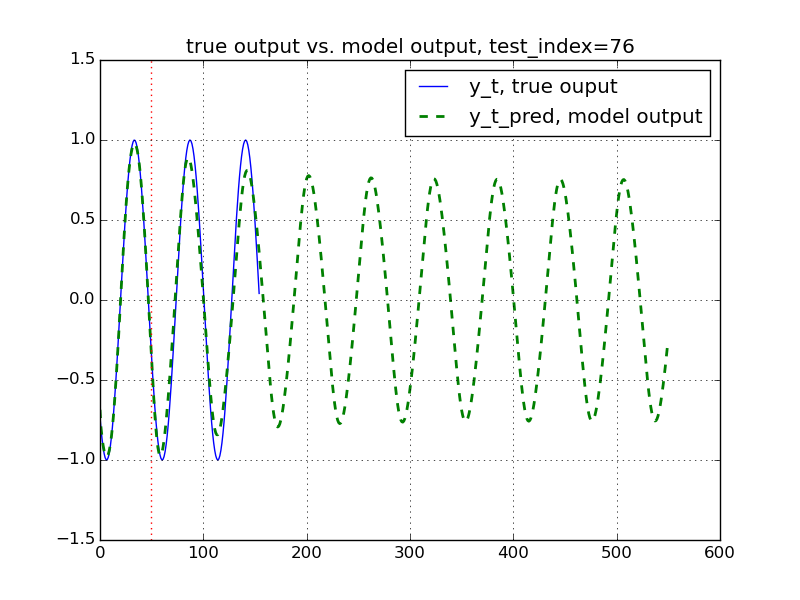 true output vs. model output, test_index=76
y_t, true ouput
y_t_pred, model output
1.5
1.0
0.5
0.0
−0.5
−1.0
−1.5
0 100 200 300 400 500 600